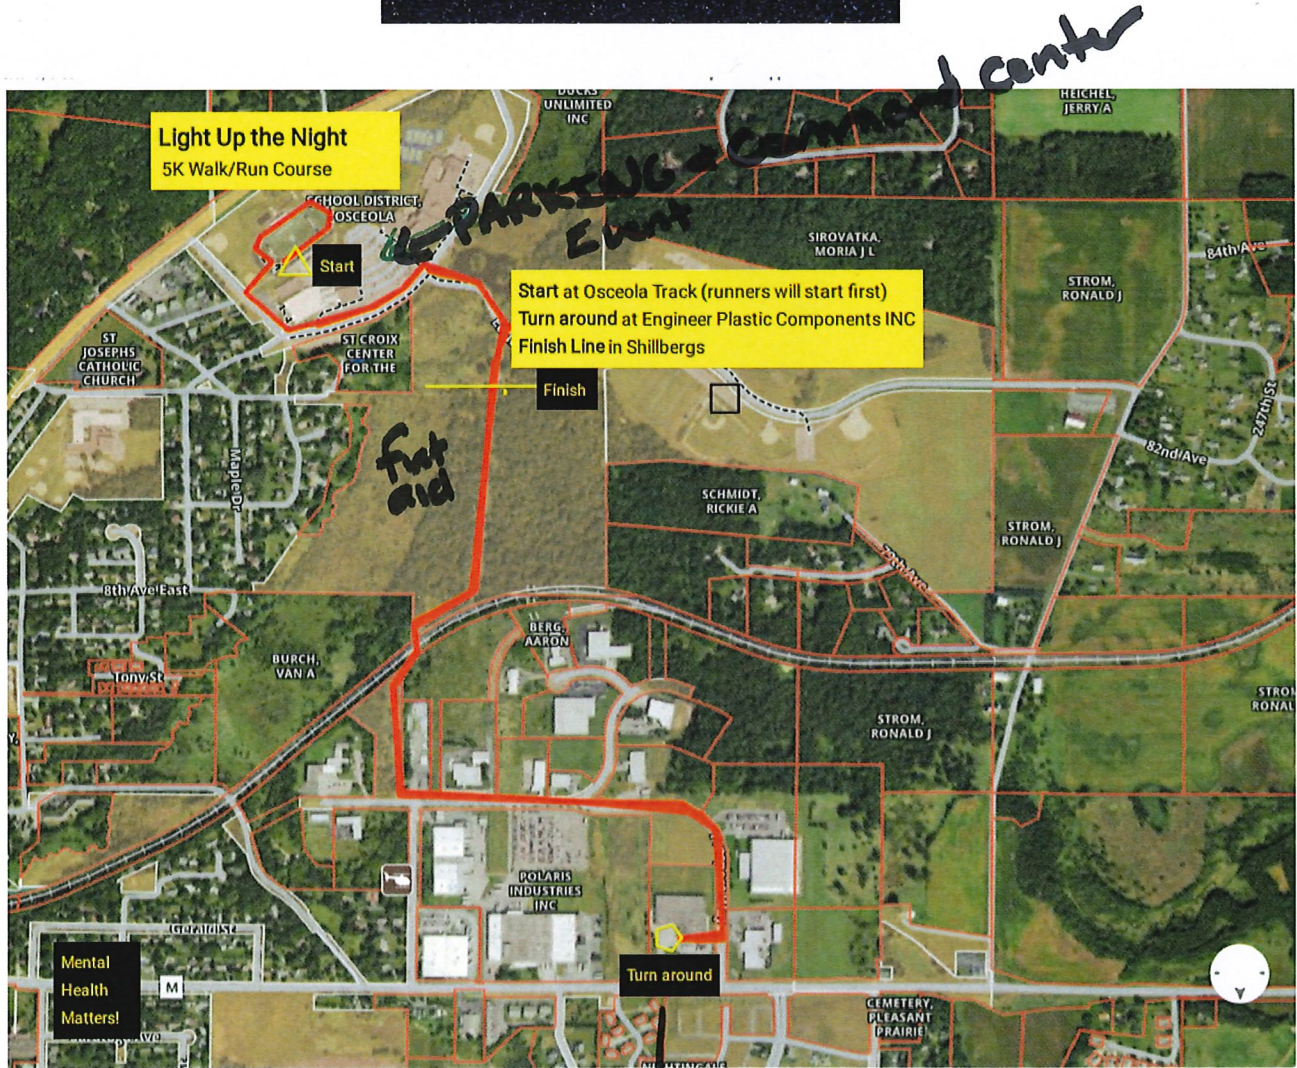 Command Center
DUCKS
UNLIMITED
INC
HEICHEL,
JERRY A
Light Up the Night
5K Walk/Run Course
SCHOOL DISTRICT,
OSCEOLA
←PARKING &
Event
SIROVATKA,
MORIA J L
84th Ave
Start
STROM,
RONALD J
Start at Osceola Track (runners will start first)
Turn around at Engineer Plastic Components INC
Finish Line in Shillbergs
ST
JOSEPHS
CATHOLIC
CHURCH
ST CROIX
CENTER
FOR THE
Finish
247th St
82nd Ave
first
aid
Maple Dr
SCHMIDT,
RICKIE A
STROM,
RONALD J
79th Ave
8th Ave East
BERG,
AARON
BURCH,
VAN A
Tony St
STROM,
RONALD J
STROM
RONAL
Y,
POLARIS
INDUSTRIES
INC
Gerald St
Mental
Health
Matters!
M
Turn around
CEMETERY,
PLEASANT
PRAIRIE
Ave